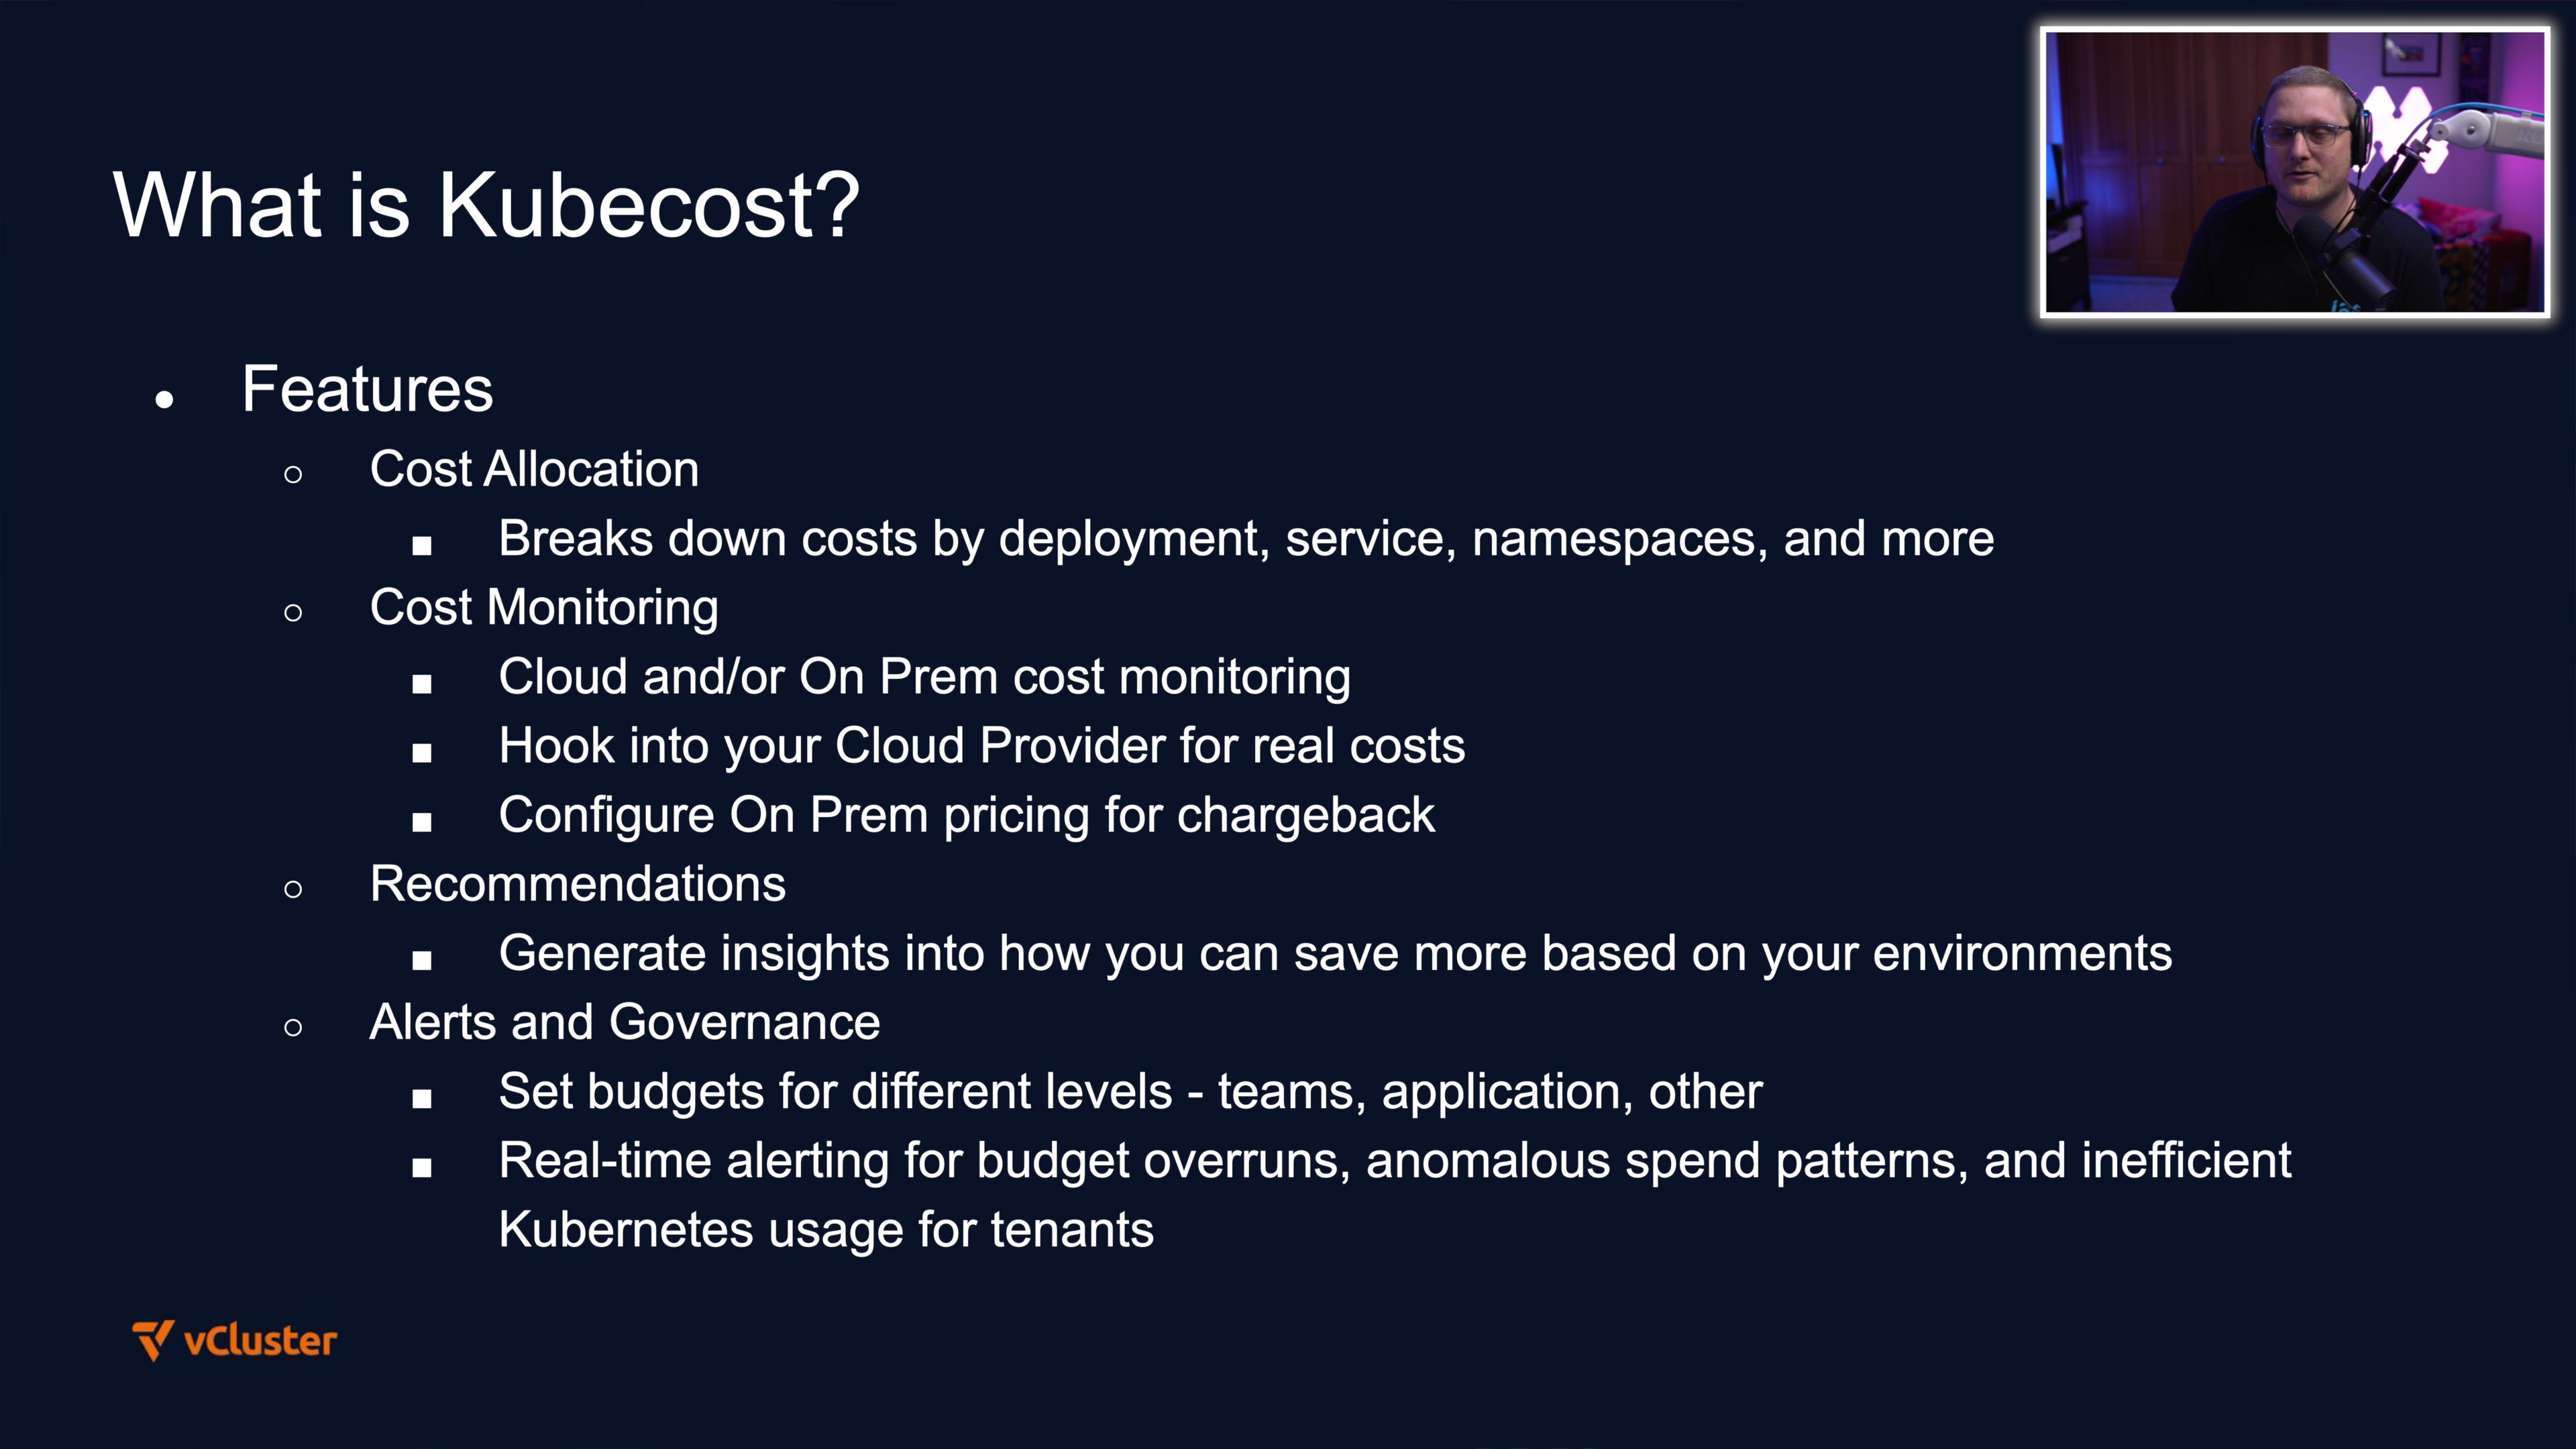 What is Kubecost?
Features
Cost Allocation
Breaks down costs by deployment, service, namespaces, and more
Cost Monitoring
Cloud and/or On Prem cost monitoring
Hook into your Cloud Provider for real costs
Configure On Prem pricing for chargeback
Recommendations
Generate insights into how you can save more based on your environments
Alerts and Governance
Set budgets for different levels - teams, application, other
Real-time alerting for budget overruns, anomalous spend patterns, and inefficient
Kubernetes usage for tenants
vCluster